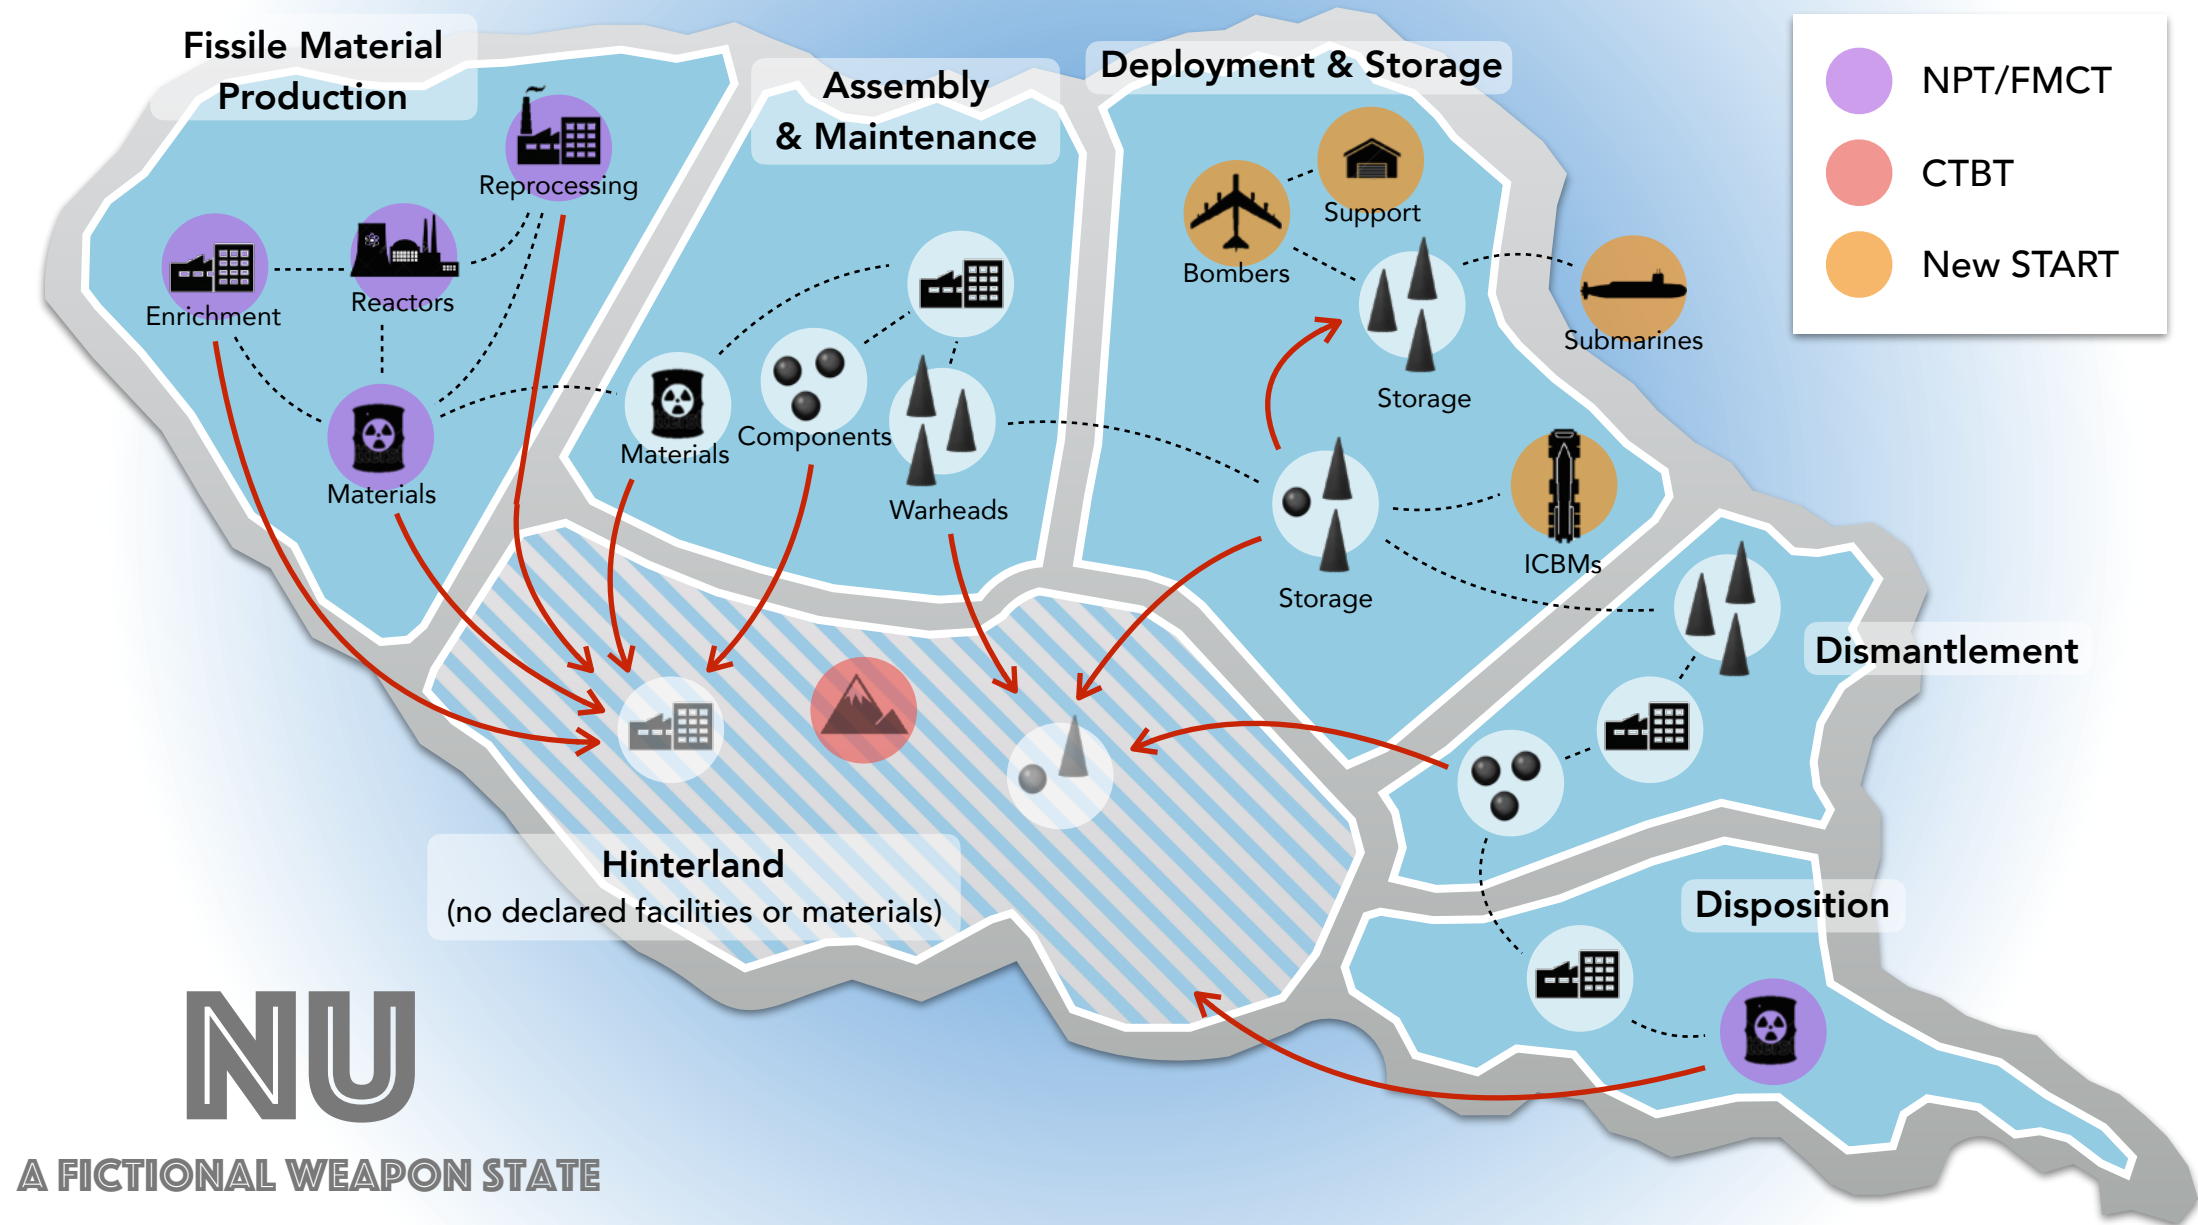 Fissile Material
Production
Reprocessing
Enrichment
Reactors
Materials
Assembly
& Maintenance
Materials
Components
Warheads
Deployment & Storage
Support
Bombers
Submarines
Storage
ICBMs
Storage
NPT/FMCT
CTBT
New START
Dismantlement
Disposition
Hinterland
(no declared facilities or materials)
NU
A FICTIONAL WEAPON STATE